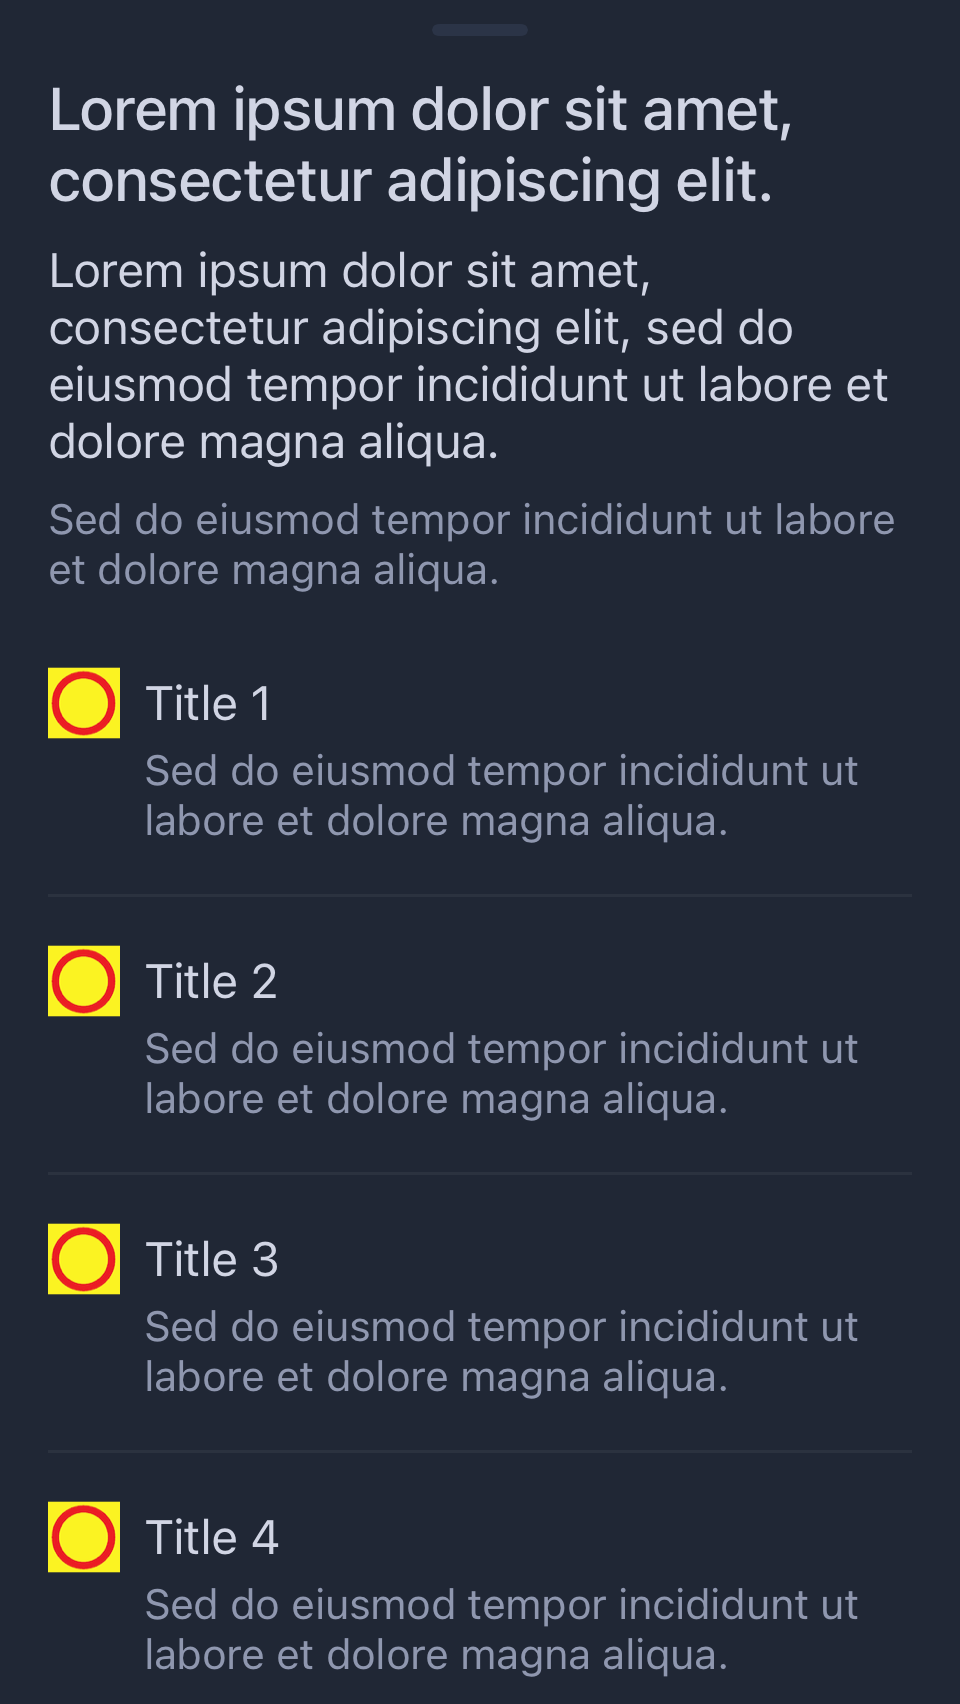 Lorem ipsum dolor sit amet,
consectetur adipiscing elit.
Lorem ipsum dolor sit amet,
consectetur adipiscing elit, sed do
eiusmod tempor incididunt ut labore et
dolore magna aliqua.
Sed do eiusmod tempor incididunt ut labore
et dolore magna aliqua.
Title 1
Sed do eiusmod tempor incididunt ut
labore et dolore magna aliqua.
Title 2
Sed do eiusmod tempor incididunt ut
labore et dolore magna aliqua.
Title 3
Sed do eiusmod tempor incididunt ut
labore et dolore magna aliqua.
Title 4
Sed do eiusmod tempor incididunt ut
labore et dolore magna aliqua.